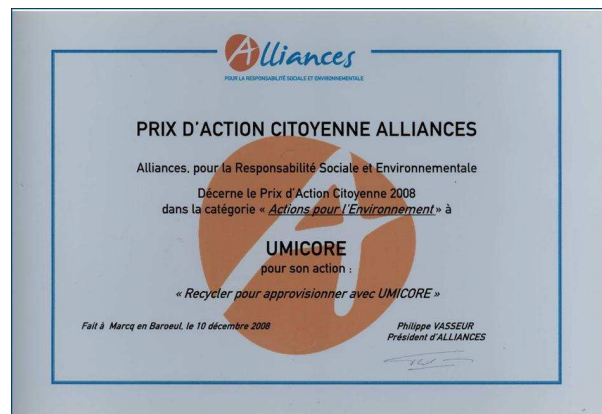 Alliances
POUR LA RESPONSABILITÉ SOCIALE ET ENVIRONNEMENTALE
PRIX D'ACTION CITOYENNE ALLIANCES
Alliances, pour la Responsabilité Sociale et Environnementale
Décerne le Prix d'Action Citoyenne 2008
dans la catégorie « Actions pour l'Environnement » à
UMICORE
pour son action :
« Recycler pour approvisionner avec UMICORE »
Fait à Marcq en Baroeul, le 10 décembre 2008
Philippe VASSEUR
Président d'ALLIANCES